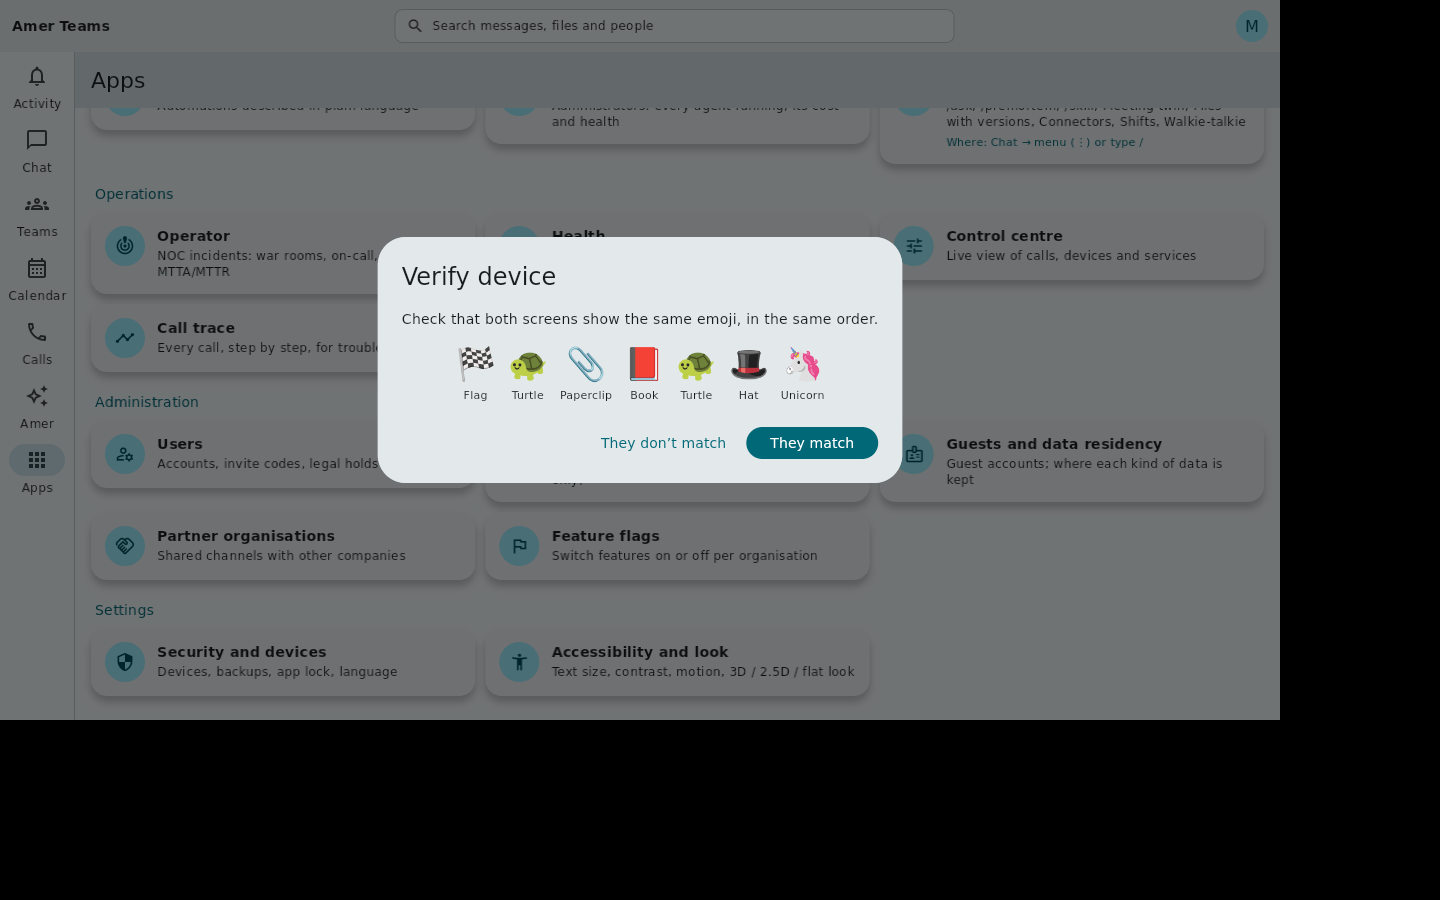 Amer Teams
Search messages, files and people
M
Activity
Chat
Teams
Calendar
Calls
Amer
Apps
Apps
Automations described in plain language
Administrators: every agent running, its cost
and health
with versions, Connectors, Shifts, Walkie-talkie
Where: Chat → menu (⋮) or type /
Operations
Operator
NOC incidents: war rooms, on-call,
MTTA/MTTR
Health
Control centre
Live view of calls, devices and services
Call trace
Every call, step by step, for
Administration
Users
Accounts, invite codes, legal holds
Guests and data residency
Guest accounts; where each kind of data is
kept
Partner organisations
Shared channels with other companies
Feature flags
Switch features on or off per organisation
Settings
Security and devices
Devices, backups, app lock, language
Accessibility and look
Text size, contrast, motion, 3D / 2.5D / flat look
Verify device
Check that both screens show the same emoji, in the same order.
Flag
Turtle
Paperclip
Book
Turtle
Hat
Unicorn
They don’t match
They match